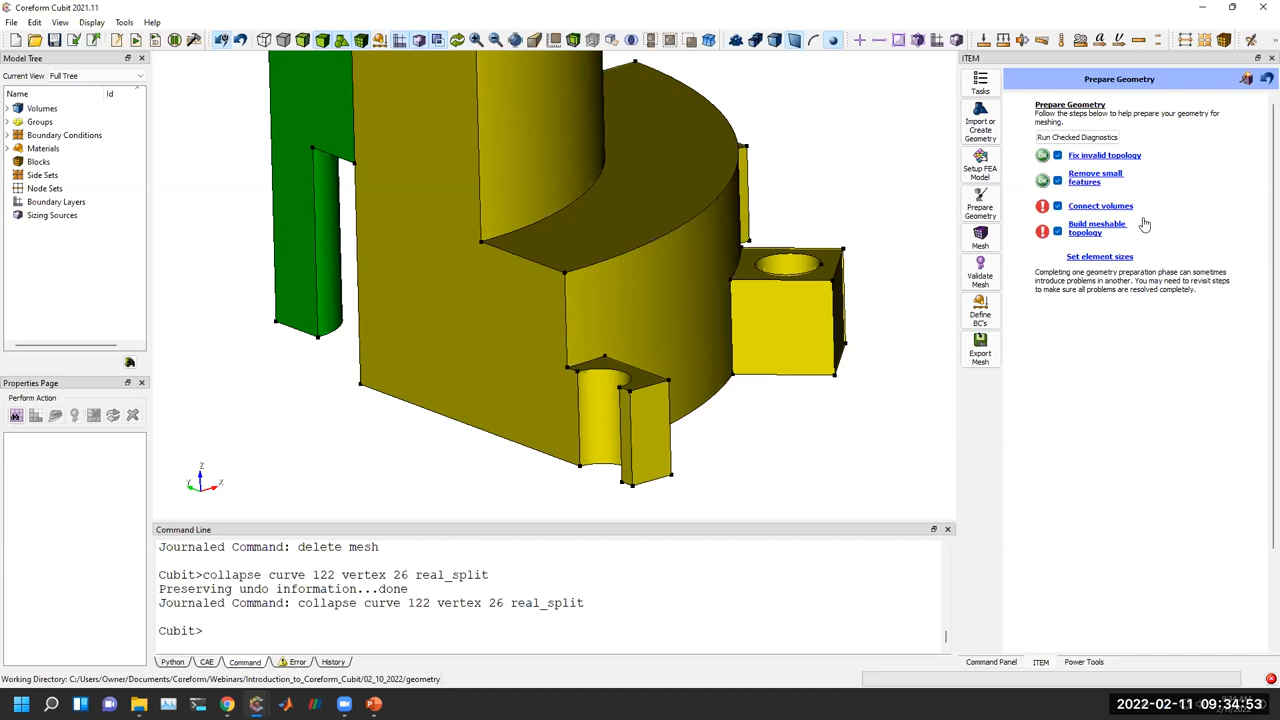 Coreform Cubit 2021.11
File Edit View Display Tools Help
Model Tree
Current View Full Tree
Name Id
Volumes
Groups
Boundary Conditions
Materials
Blocks
Side Sets
Node Sets
Boundary Layers
Sizing Sources
Properties Page
Perform Action
Z
Y X
Command Line
Journaled Command: delete mesh
Cubit>collapse curve 122 vertex 26 real_split
Preserving undo information...done
Journaled Command: collapse curve 122 vertex 26 real_split
Cubit>
Python CAE Command Error History
Working Directory: C:/Users/Owner/Documents/Coreform/Webinars/Introduction_to_Coreform_Cubit/02_10_2022/geometry
ITEM
Tasks
Import or
Create
Geometry
Setup FEA
Model
Prepare
Geometry
Mesh
Validate
Mesh
Define
BC's
Export
Mesh
Prepare Geometry
Prepare Geometry
Follow the steps below to help prepare your geometry for
meshing.
Run Checked Diagnostics
OK Fix invalid topology
OK Remove small
features
Connect volumes
Build meshable
topology
Set element sizes
Completing one geometry preparation phase can sometimes
introduce problems in another. You may need to revisit steps
to make sure all problems are resolved completely.
Command Panel ITEM Power Tools
2022-02-11 09:34:53